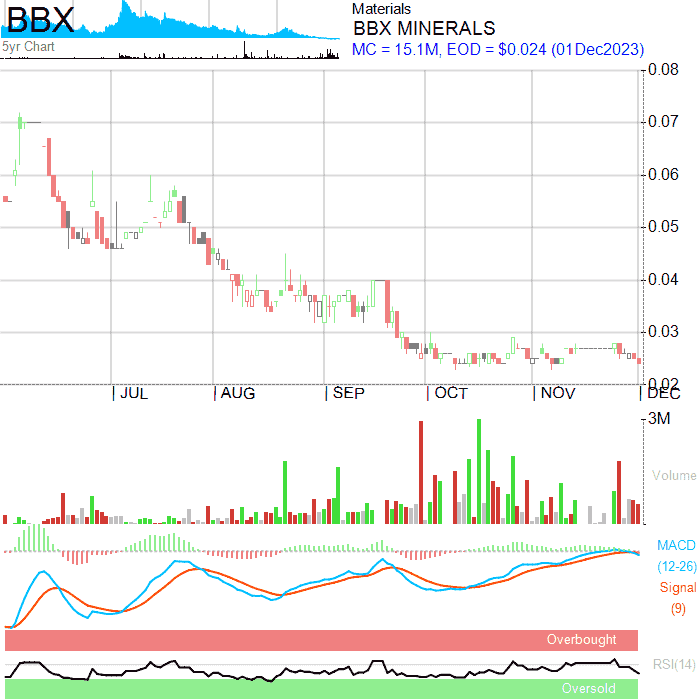 BBX
5yr Chart
Materials
BBX MINERALS
MC = 15.1M, EOD = $0.024 (01Dec2023)
0.08
0.07
0.06
0.05
0.04
0.03
0.02
JUL AUG SEP OCT NOV DEC
3M
Volume
MACD
(12-26)
Signal
(9)
Overbought
RSI(14)
Oversold